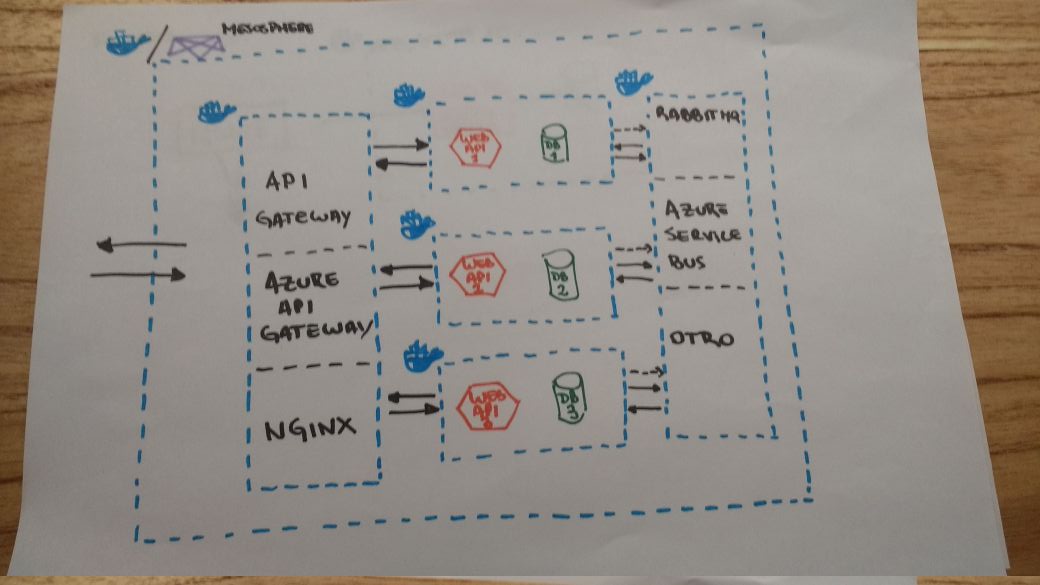 MESOSPHERE
API
GATEWAY
AZURE
API
GATEWAY
NGINX
WEB
API
1
DB
1
WEB
API
2
DB
2
WEB
API
DB
3
RABBITMQ
AZURE
SERVICE
BUS
OTRO